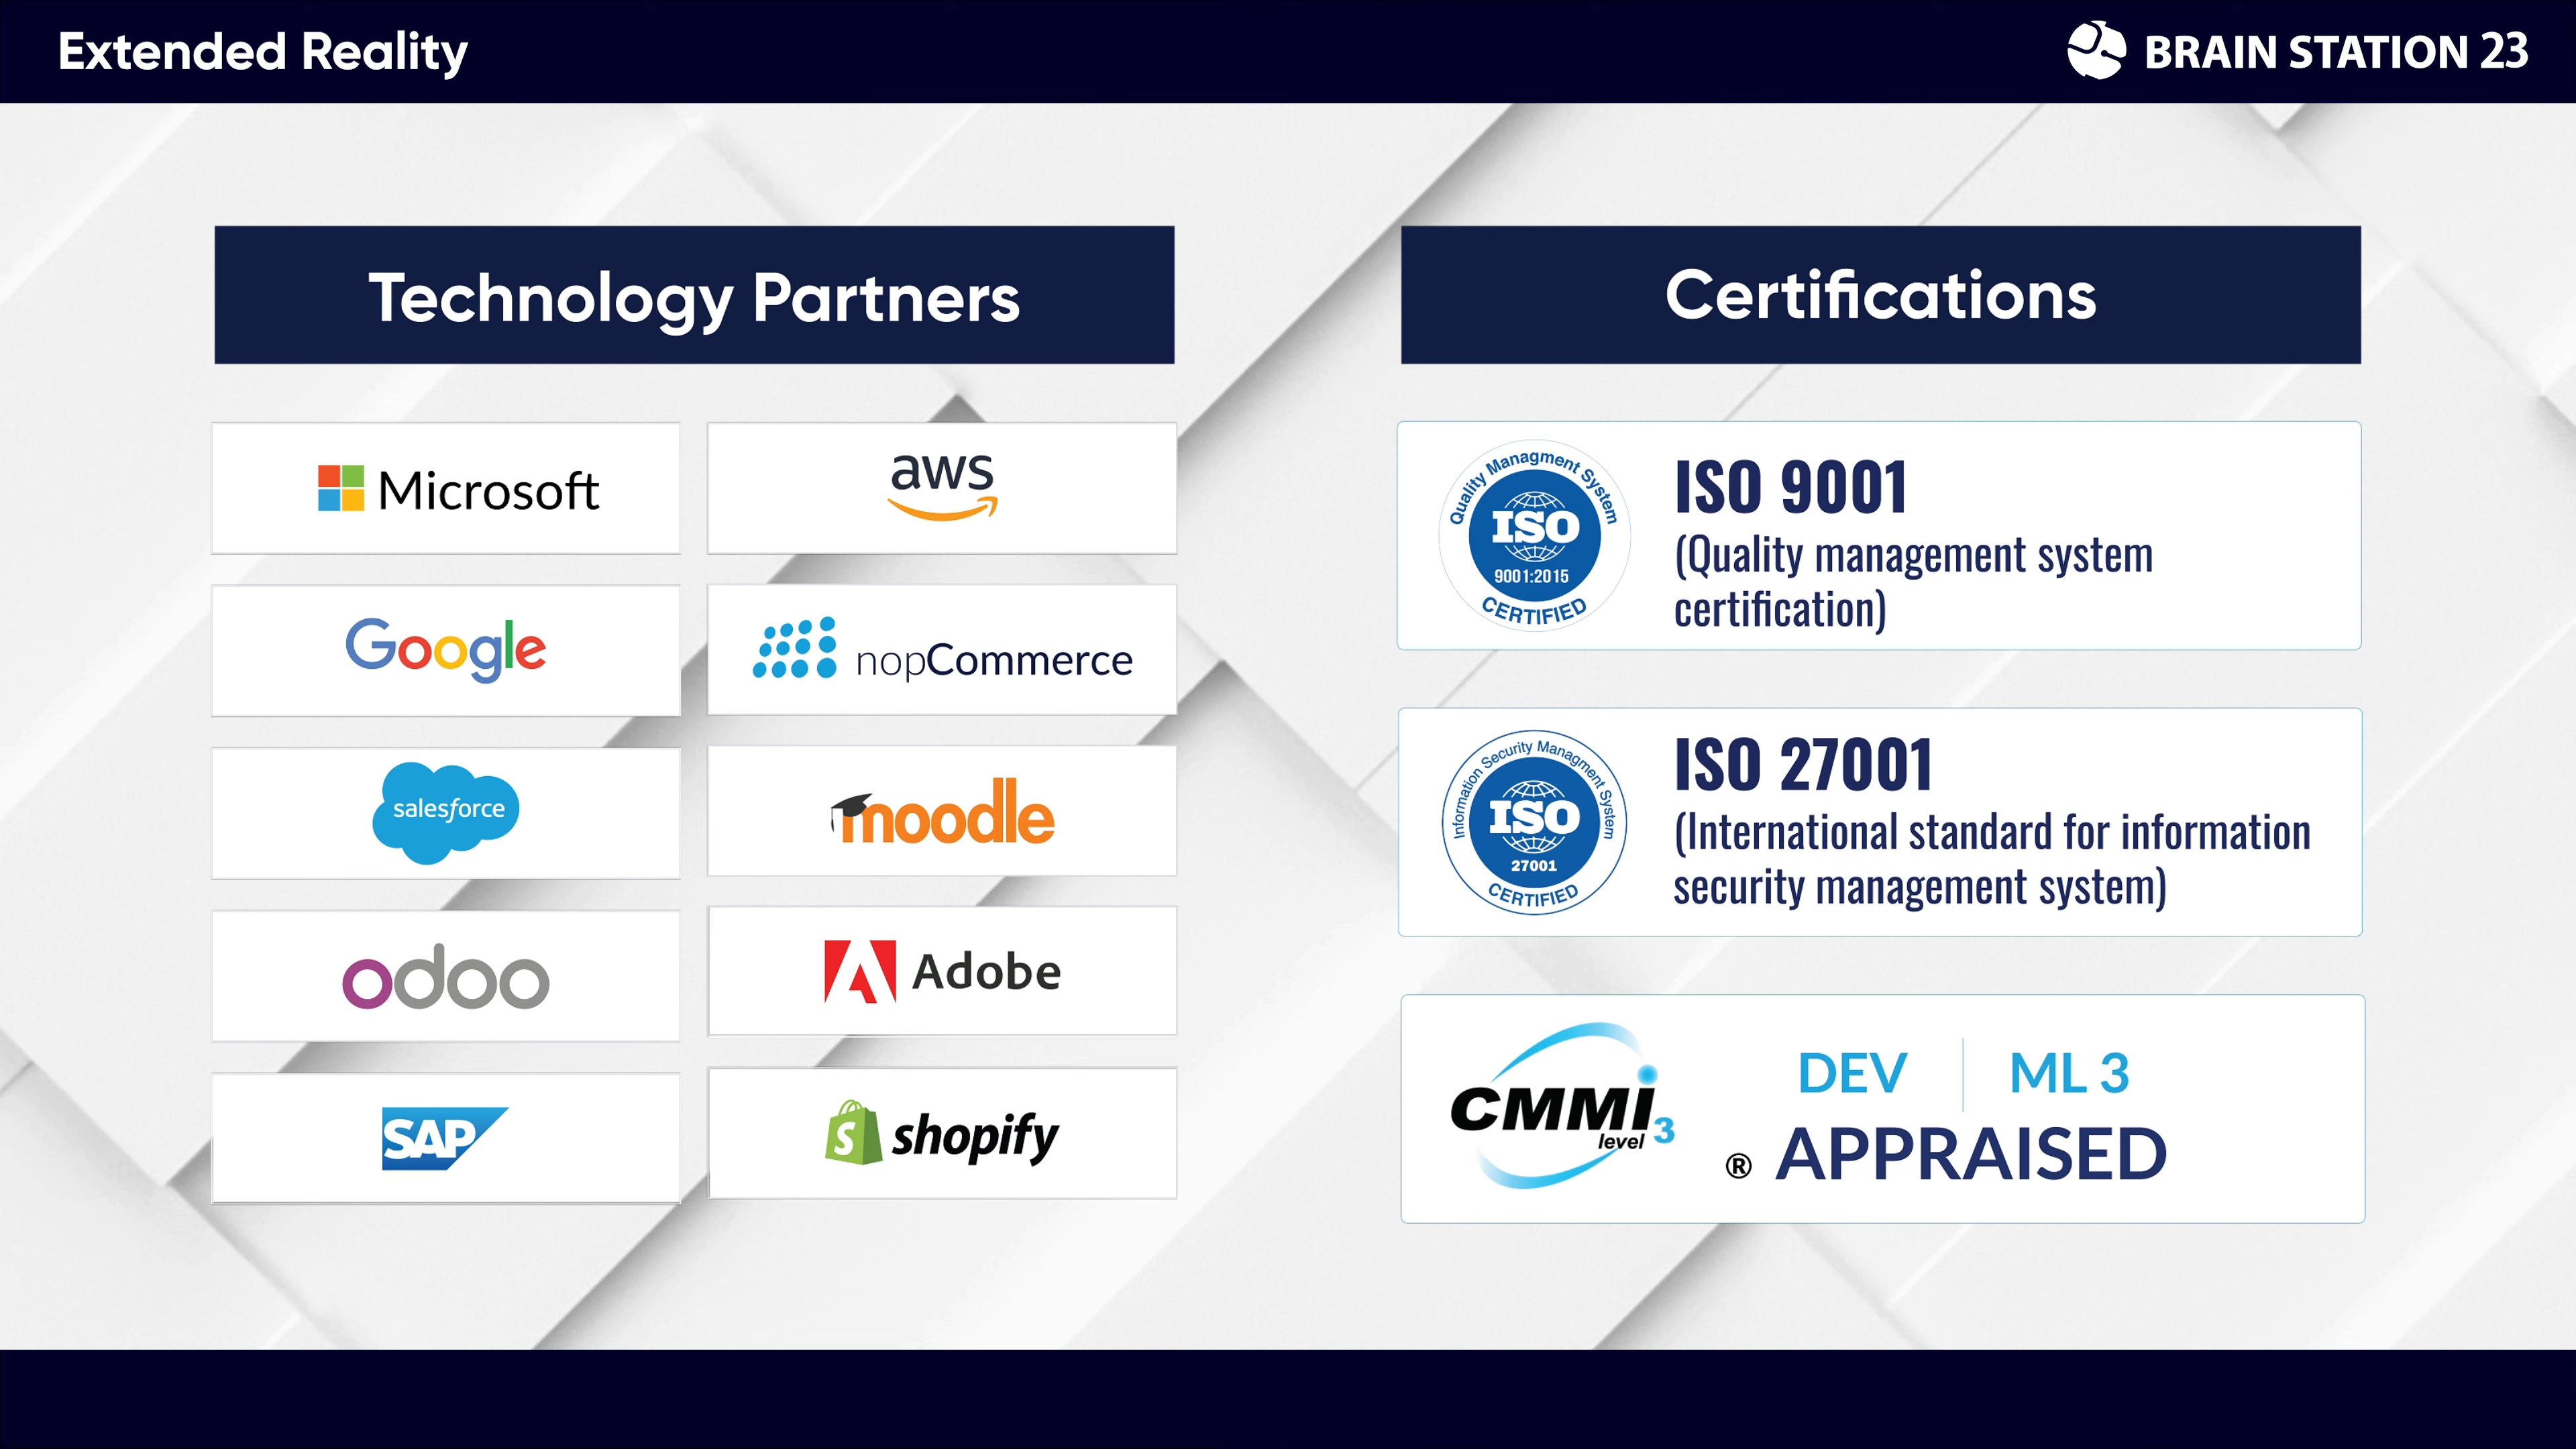 Extended Reality
BRAIN STATION 23
Technology Partners
Microsoft
aws
Google
nopCommerce
salesforce
moodle
odoo
Adobe
SAP
shopify
Certifications
Quality Managment System
ISO
9001:2015
CERTIFIED
ISO 9001
(Quality management system
certification)
Information Security Managment System
ISO
27001
CERTIFIED
ISO 27001
(International standard for information
security management system)
CMMi
level 3
DEV | ML 3
® APPRAISED